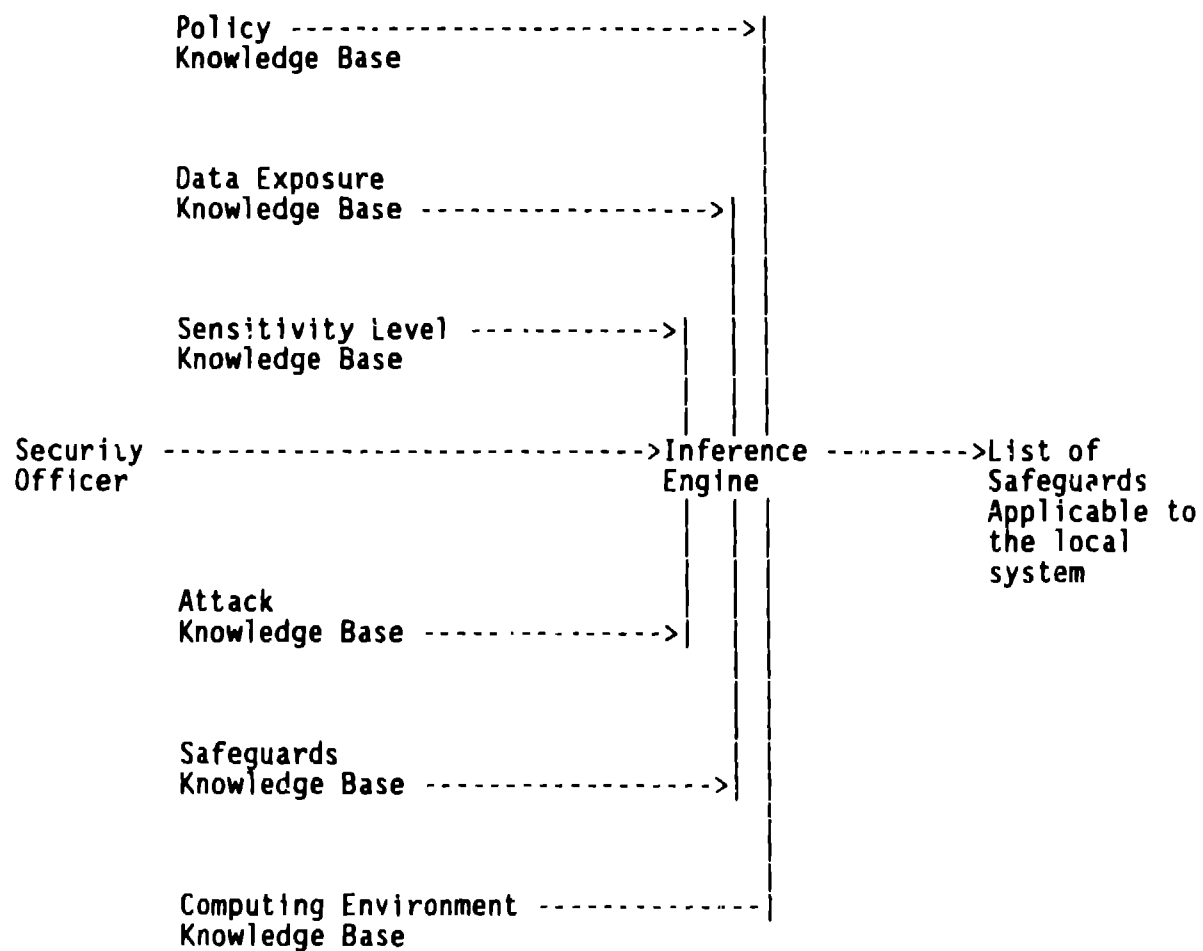 Policy
Knowledge Base
Data Exposure
Knowledge Base
Sensitivity Level
Knowledge Base
Security
Officer
Inference
Engine
List of
Safeguards
Applicable to
the local
system
Attack
Knowledge Base
Safeguards
Knowledge Base
Computing Environment
Knowledge Base